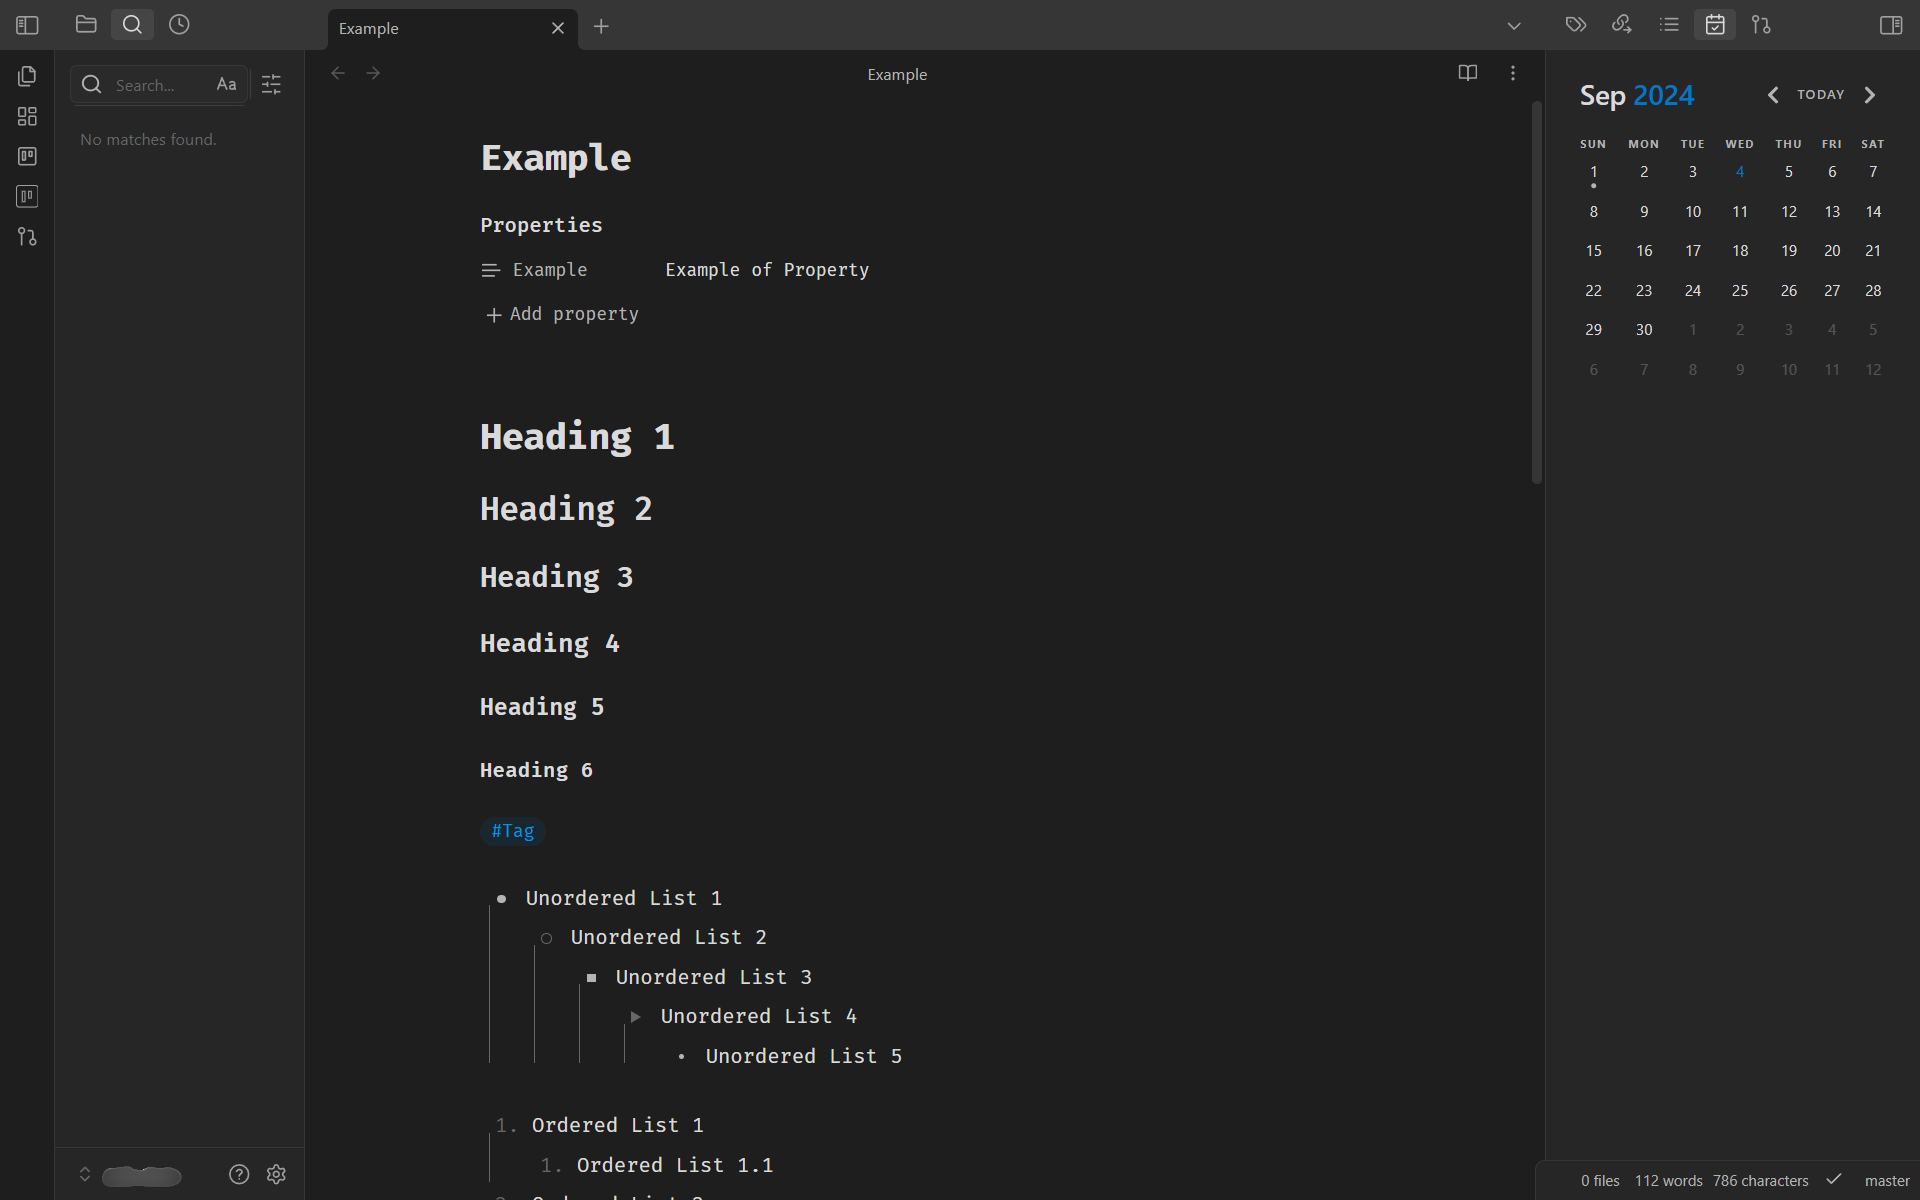 Example
Search...
Aa
No matches found.
Example
Example
Properties
Example
Example of Property
Add property
Heading 1
Heading 2
Heading 3
Heading 4
Heading 5
Heading 6
#Tag
Unordered List 1
Unordered List 2
Unordered List 3
Unordered List 4
Unordered List 5
1. Ordered List 1
1. Ordered List 1.1
Sep 2024
TODAY
SUN MON TUE WED THU FRI SAT
1 2 3 4 5 6 7
8 9 10 11 12 13 14
15 16 17 18 19 20 21
22 23 24 25 26 27 28
29 30 1 2 3 4 5
6 7 8 9 10 11 12
0 files 112 words 786 characters master